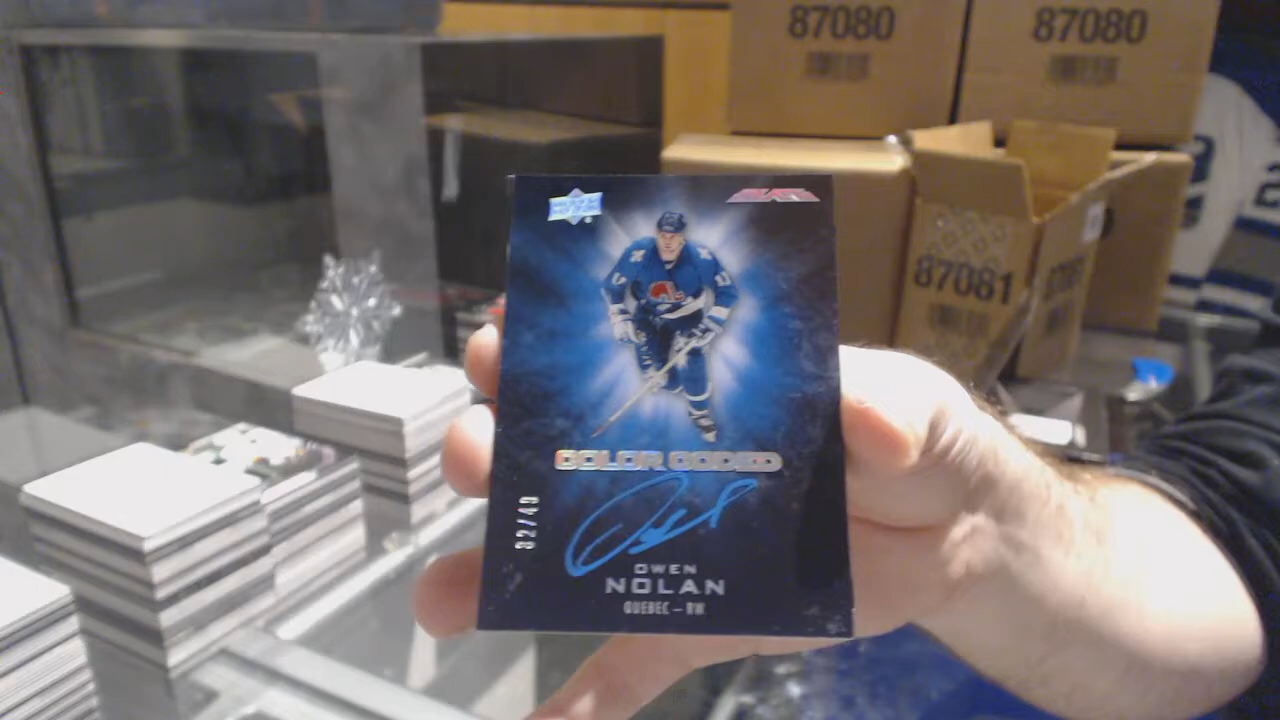 87080
87080
87081
COLOR CODED
32/49
OWEN
NOLAN
QUEBEC – RW